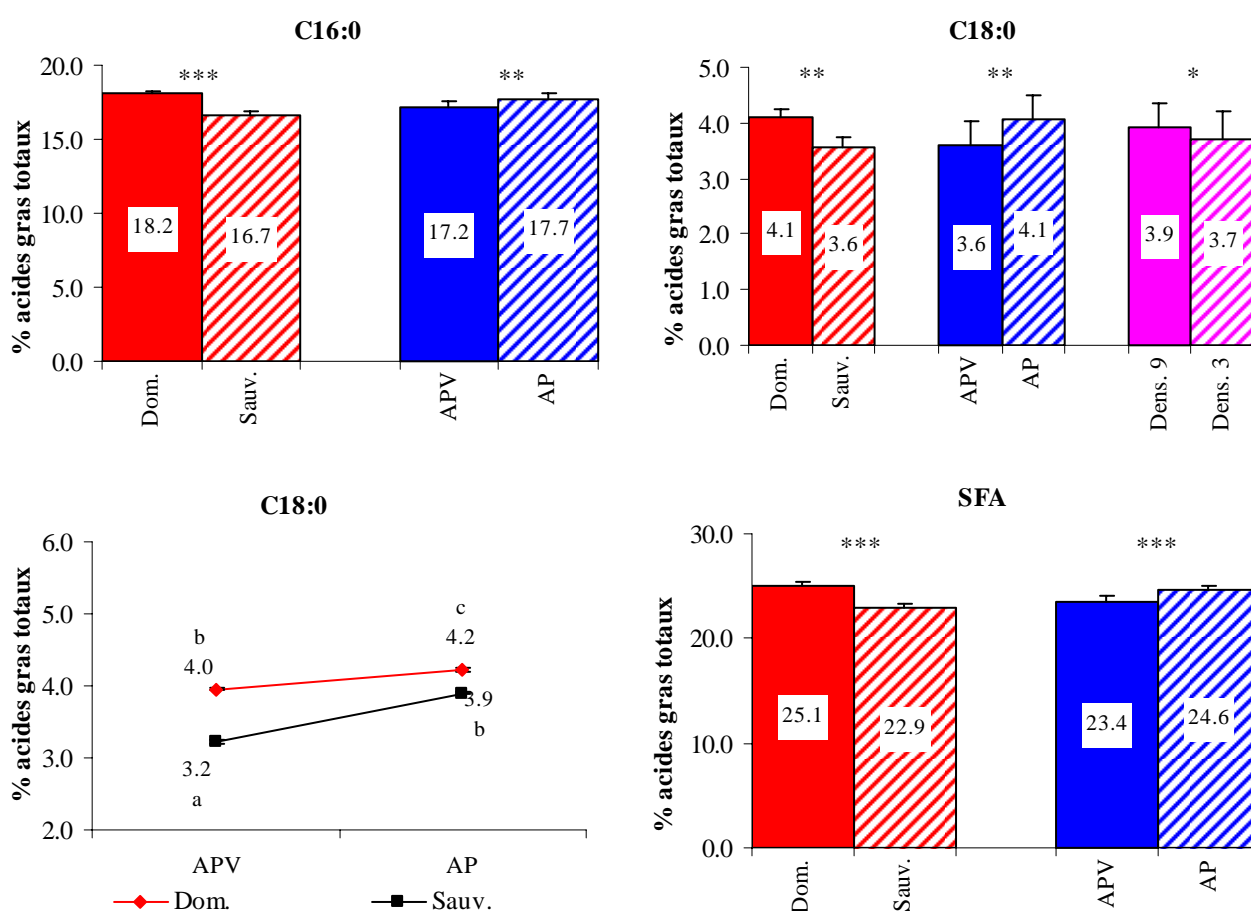 C16:0
% acides gras totaux
20.0
15.0
10.0
5.0
0.0
***
**
18.2
16.7
17.2
17.7
Dom.
Sauv.
APV
AP
C18:0
% acides gras totaux
5.0
4.0
3.0
2.0
1.0
0.0
**
**
*
4.1
3.6
3.6
4.1
3.9
3.7
Dom.
Sauv.
APV
AP
Dens. 9
Dens. 3
C18:0
% acides gras totaux
6.0
5.0
4.0
3.0
2.0
b
4.0
c
4.2
3.2
a
3.9
b
APV
AP
Dom.
Sauv.
SFA
% acides gras totaux
30.0
20.0
10.0
0.0
***
***
25.1
22.9
23.4
24.6
Dom.
Sauv.
APV
AP